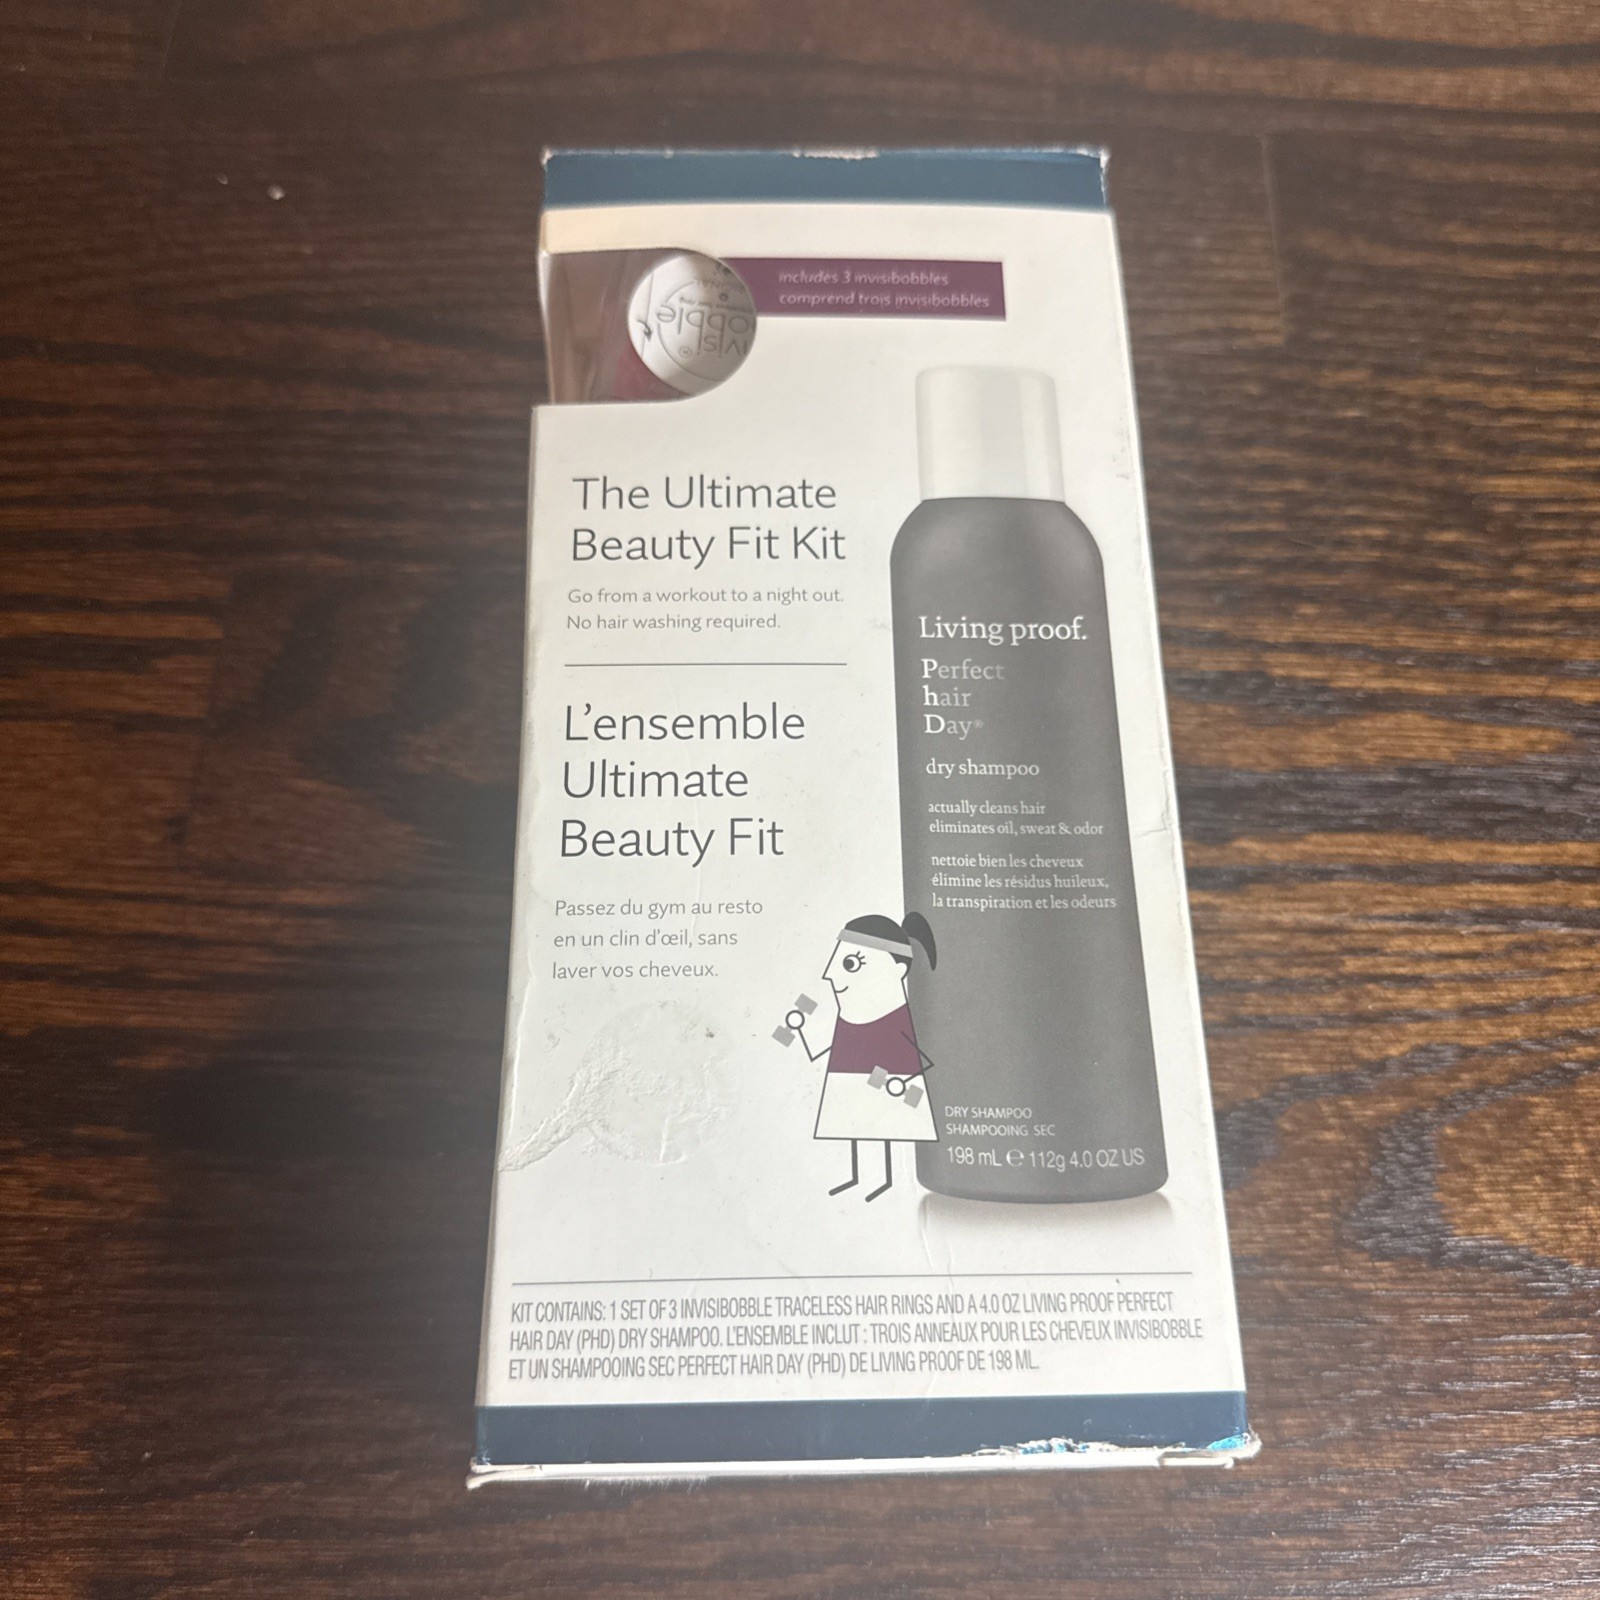 includes 3 invisibobbles
comprend trois invisibobbles
The Ultimate
Beauty Fit Kit
Go from a workout to a night out.
No hair washing required.
L'ensemble
Ultimate
Beauty Fit
Passez du gym au resto
en un clin d'œil, sans
laver vos cheveux.
Living proof.
Perfect
hair
Day®
dry shampoo
actually cleans hair
eliminates oil, sweat & odor
nettoie bien les cheveux
élimine les résidus huileux,
la transpiration et les odeurs
DRY SHAMPOO
SHAMPOOING SEC
198 mL ℮ 112g 4.0 OZ US
KIT CONTAINS: 1 SET OF 3 INVISIBOBBLE TRACELESS HAIR RINGS AND A 4.0 OZ LIVING PROOF PERFECT
HAIR DAY (PHD) DRY SHAMPOO. L'ENSEMBLE INCLUT : TROIS ANNEAUX POUR LES CHEVEUX INVISIBOBBLE
ET UN SHAMPOOING SEC PERFECT HAIR DAY (PHD) DE LIVING PROOF DE 198 ML.